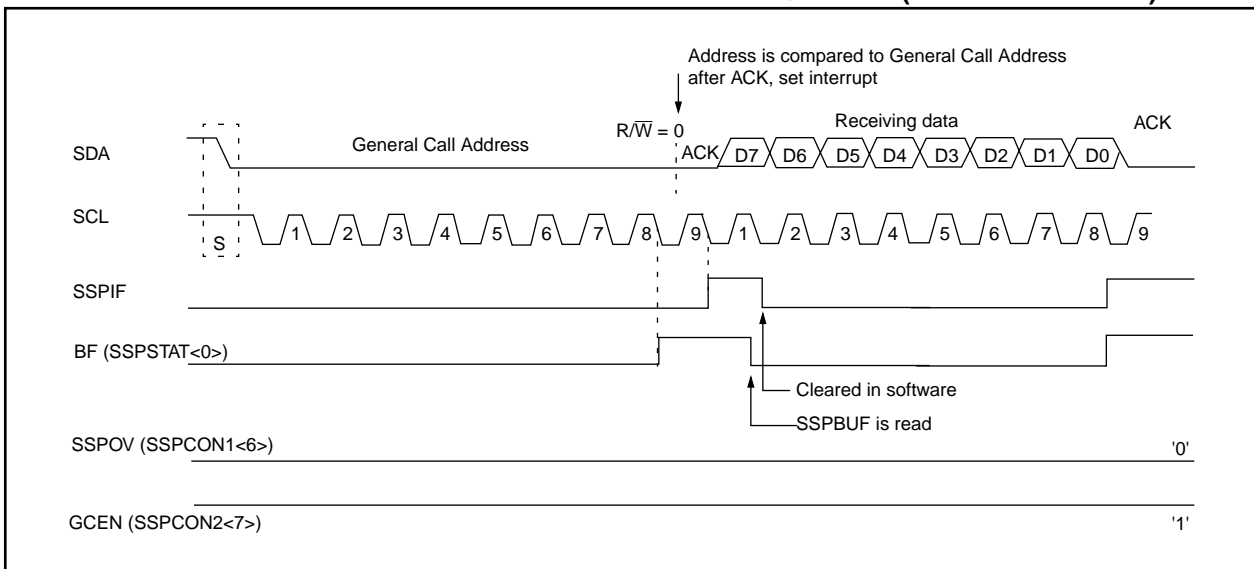 Address is compared to General Call Address
after ACK, set interrupt
R/W̅ = 0
Receiving data
ACK
SDA
General Call Address
ACK
D7
D6
D5
D4
D3
D2
D1
D0
SCL
S
1
2
3
4
5
6
7
8
9
1
2
3
4
5
6
7
8
9
SSPIF
BF (SSPSTAT<0>)
Cleared in software
SSPBUF is read
SSPOV (SSPCON1<6>)
'0'
GCEN (SSPCON2<7>)
'1'